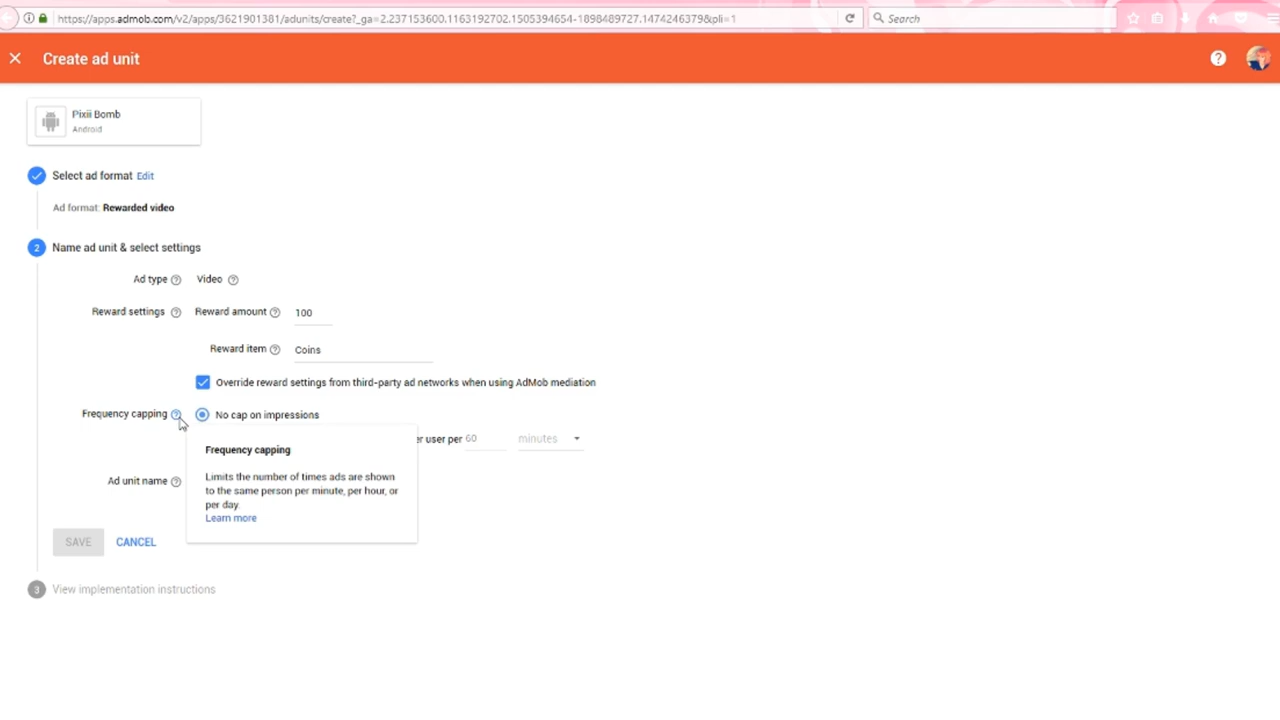 https://apps.admob.com/v2/apps/3621901381/adunits/create?_ga=2.237153600.1163192702.1505394654-1898489727.1474246379&pli=1
Search
Create ad unit
Pixii Bomb
Android
Select ad format Edit
Ad format: Rewarded video
2 Name ad unit & select settings
Ad type ? Video ?
Reward settings ? Reward amount ? 100
Reward item ? Coins
Override reward settings from third-party ad networks when using AdMob mediation
Frequency capping ? No cap on impressions
er user per 60 minutes
Frequency capping
Limits the number of times ads are shown
to the same person per minute, per hour, or
per day.
Learn more
Ad unit name ?
SAVE CANCEL
3 View implementation instructions